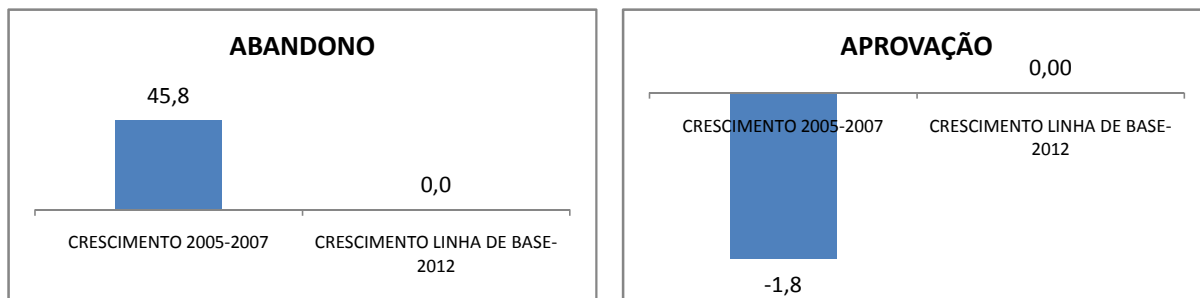 ABANDONO
45,8
0,0
CRESCIMENTO 2005-2007
CRESCIMENTO LINHA DE BASE-
2012
APROVAÇÃO
0,00
CRESCIMENTO 2005-2007
CRESCIMENTO LINHA DE BASE-
2012
-1,8